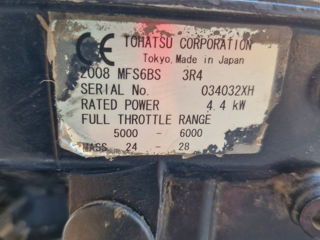 CE TOHATSU CORPORATION
Tokyo, Made in Japan
2008 MFS6BS 3R4
SERIAL No. 034032XH
RATED POWER 4.4 kW
FULL THROTTLE RANGE
5000 - 6000
MASS 24 - 28